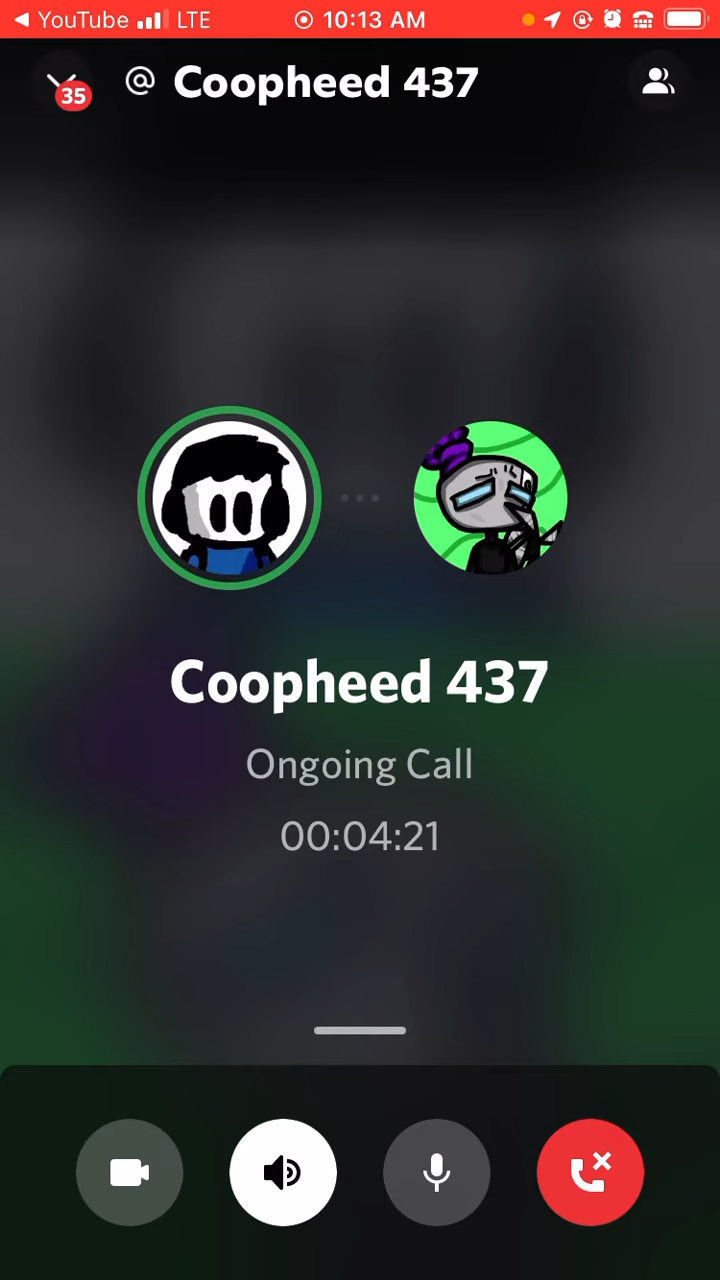 YouTube LTE 10:13 AM
35 @ Coopheed 437
Coopheed 437
Ongoing Call
00:04:21